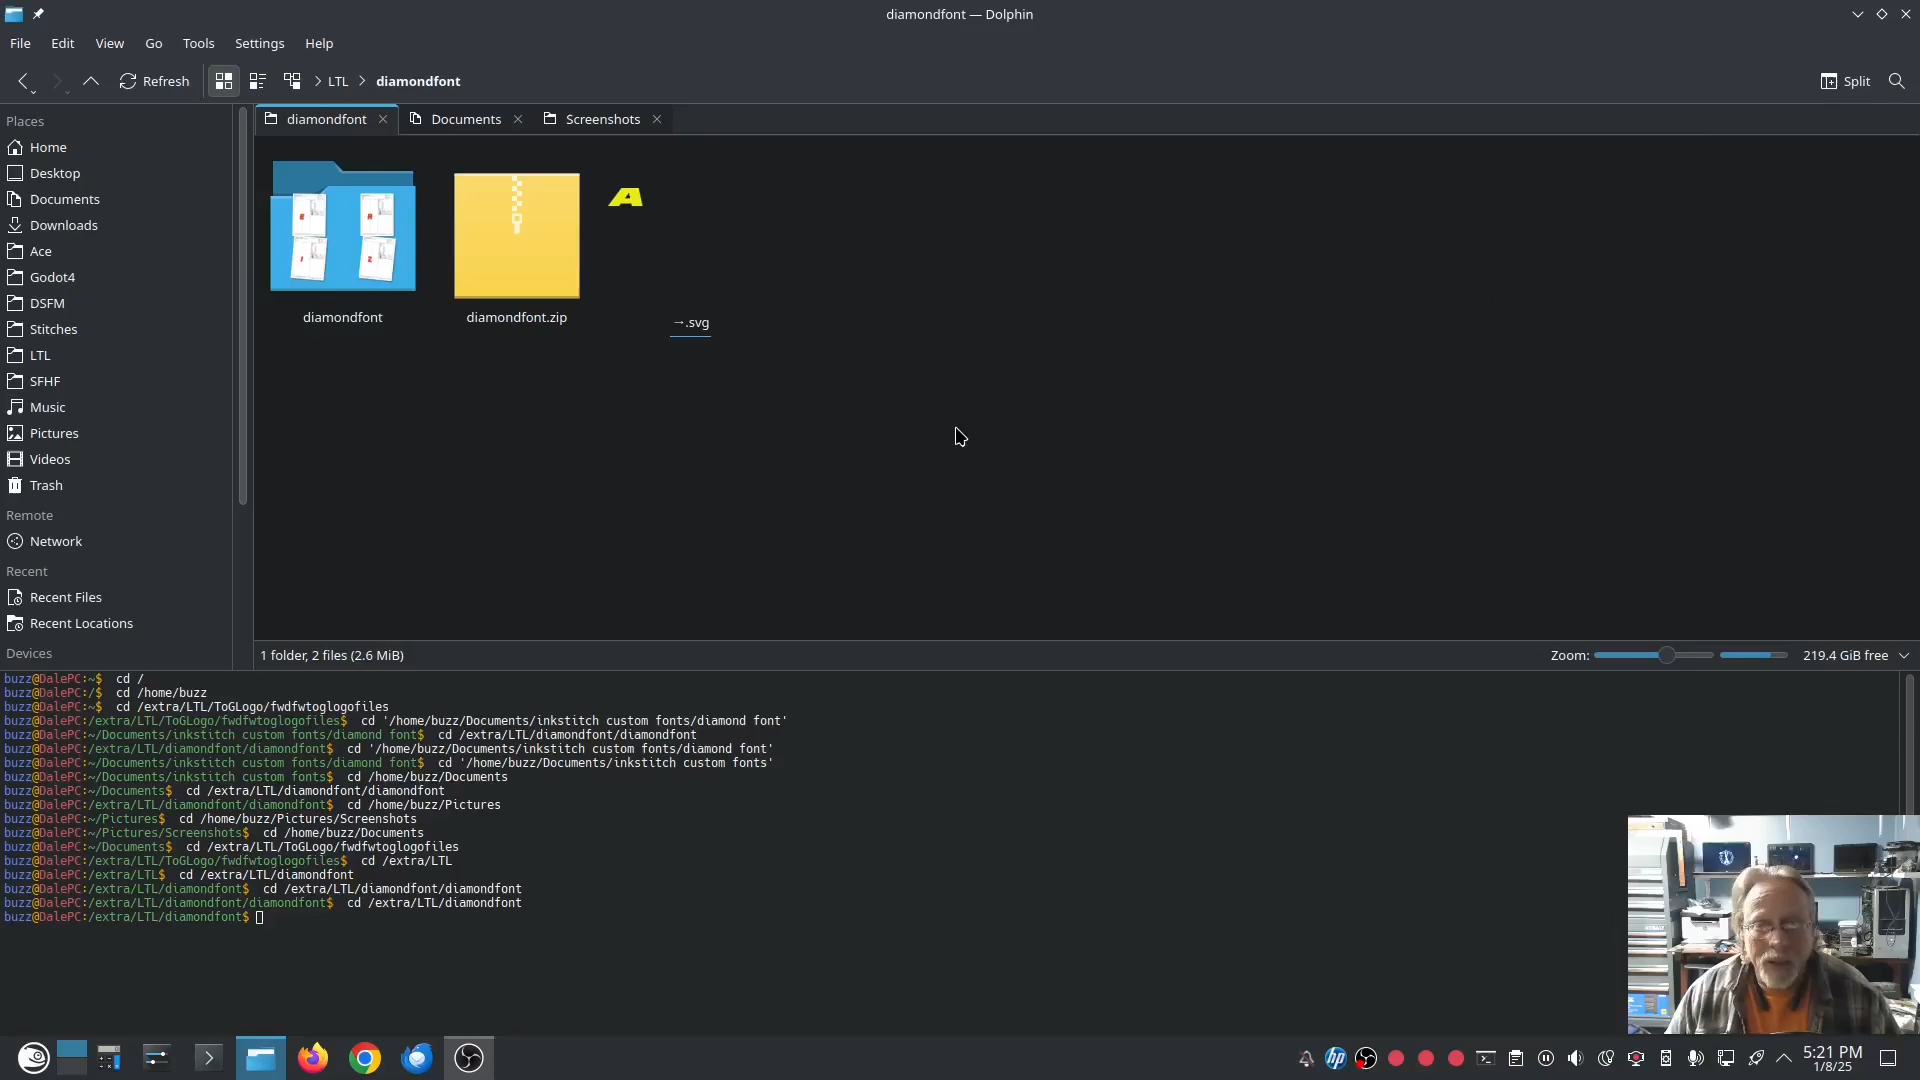 diamondfont — Dolphin
File Edit View Go Tools Settings Help
Refresh LTL diamondfont Split
Places
Home
Desktop
Documents
Downloads
Ace
Godot4
DSFM
Stitches
LTL
SFHF
Music
Pictures
Videos
Trash
Remote
Network
Recent
Recent Files
Recent Locations
Devices
diamondfont Documents Screenshots
A
diamondfont diamondfont.zip →.svg
1 folder, 2 files (2.6 MiB) Zoom: 219.4 GiB free
buzz@DalePC:~$ cd /
buzz@DalePC:/$ cd /home/buzz
buzz@DalePC:~$ cd /extra/LTL/ToGLogo/fwdfwtoglogofiles
buzz@DalePC:/extra/LTL/ToGLogo/fwdfwtoglogofiles$ cd '/home/buzz/Documents/inkstitch custom fonts/diamond font'
buzz@DalePC:~/Documents/inkstitch custom fonts/diamond font$ cd /extra/LTL/diamondfont/diamondfont
buzz@DalePC:/extra/LTL/diamondfont/diamondfont$ cd '/home/buzz/Documents/inkstitch custom fonts/diamond font'
buzz@DalePC:~/Documents/inkstitch custom fonts/diamond font$ cd '/home/buzz/Documents/inkstitch custom fonts'
buzz@DalePC:~/Documents/inkstitch custom fonts$ cd /home/buzz/Documents
buzz@DalePC:~/Documents$ cd /extra/LTL/diamondfont/diamondfont
buzz@DalePC:/extra/LTL/diamondfont/diamondfont$ cd /home/buzz/Pictures
buzz@DalePC:~/Pictures$ cd /home/buzz/Pictures/Screenshots
buzz@DalePC:~/Pictures/Screenshots$ cd /home/buzz/Documents
buzz@DalePC:~/Documents$ cd /extra/LTL/ToGLogo/fwdfwtoglogofiles
buzz@DalePC:/extra/LTL/ToGLogo/fwdfwtoglogofiles$ cd /extra/LTL
buzz@DalePC:/extra/LTL$ cd /extra/LTL/diamondfont
buzz@DalePC:/extra/LTL/diamondfont$ cd /extra/LTL/diamondfont/diamondfont
buzz@DalePC:/extra/LTL/diamondfont/diamondfont$ cd /extra/LTL/diamondfont
buzz@DalePC:/extra/LTL/diamondfont$
hp
5:21 PM
1/8/25